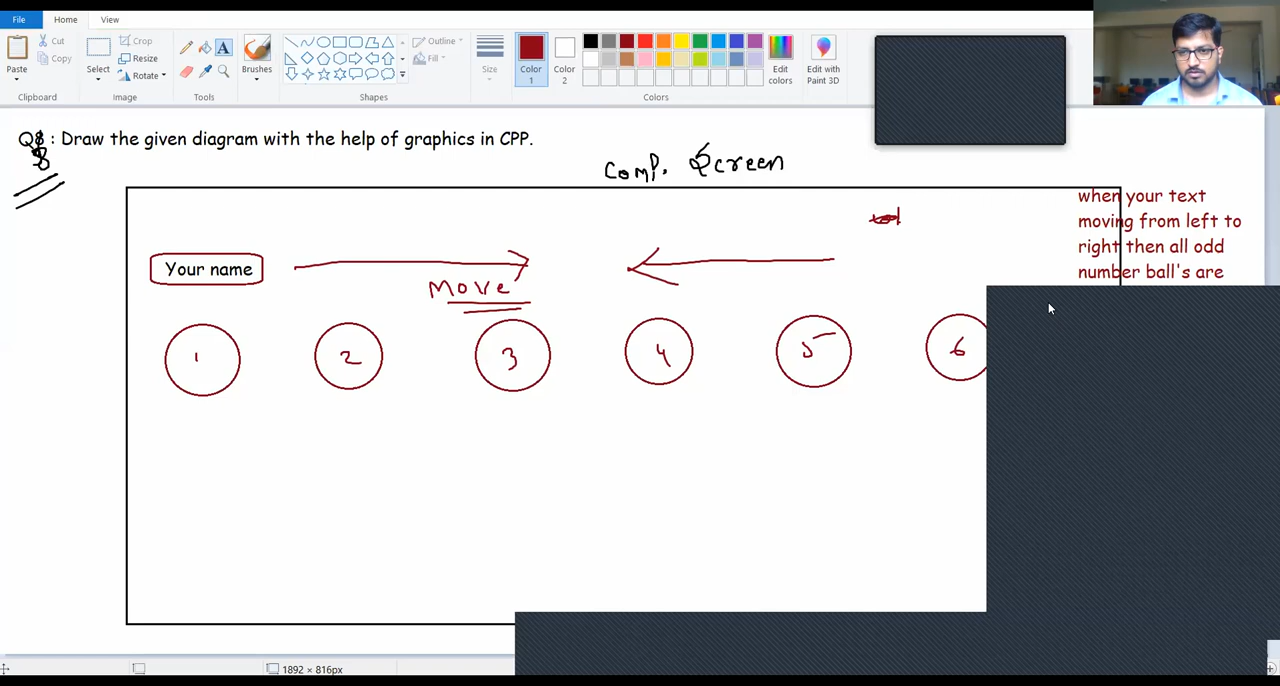 File Home View
Cut Crop Outline
Paste Copy Select Resize Fill
Rotate Brushes Size Color 1 Color 2 Edit colors Edit with Paint 3D
Clipboard Image Tools Shapes Colors
: Draw the given diagram with the help of graphics in CPP.
8
Comp. Screen
when your text
moving from left to
right then all odd
number ball's are
Your name
Move
1 2 3 4 5 6
1892 × 816px